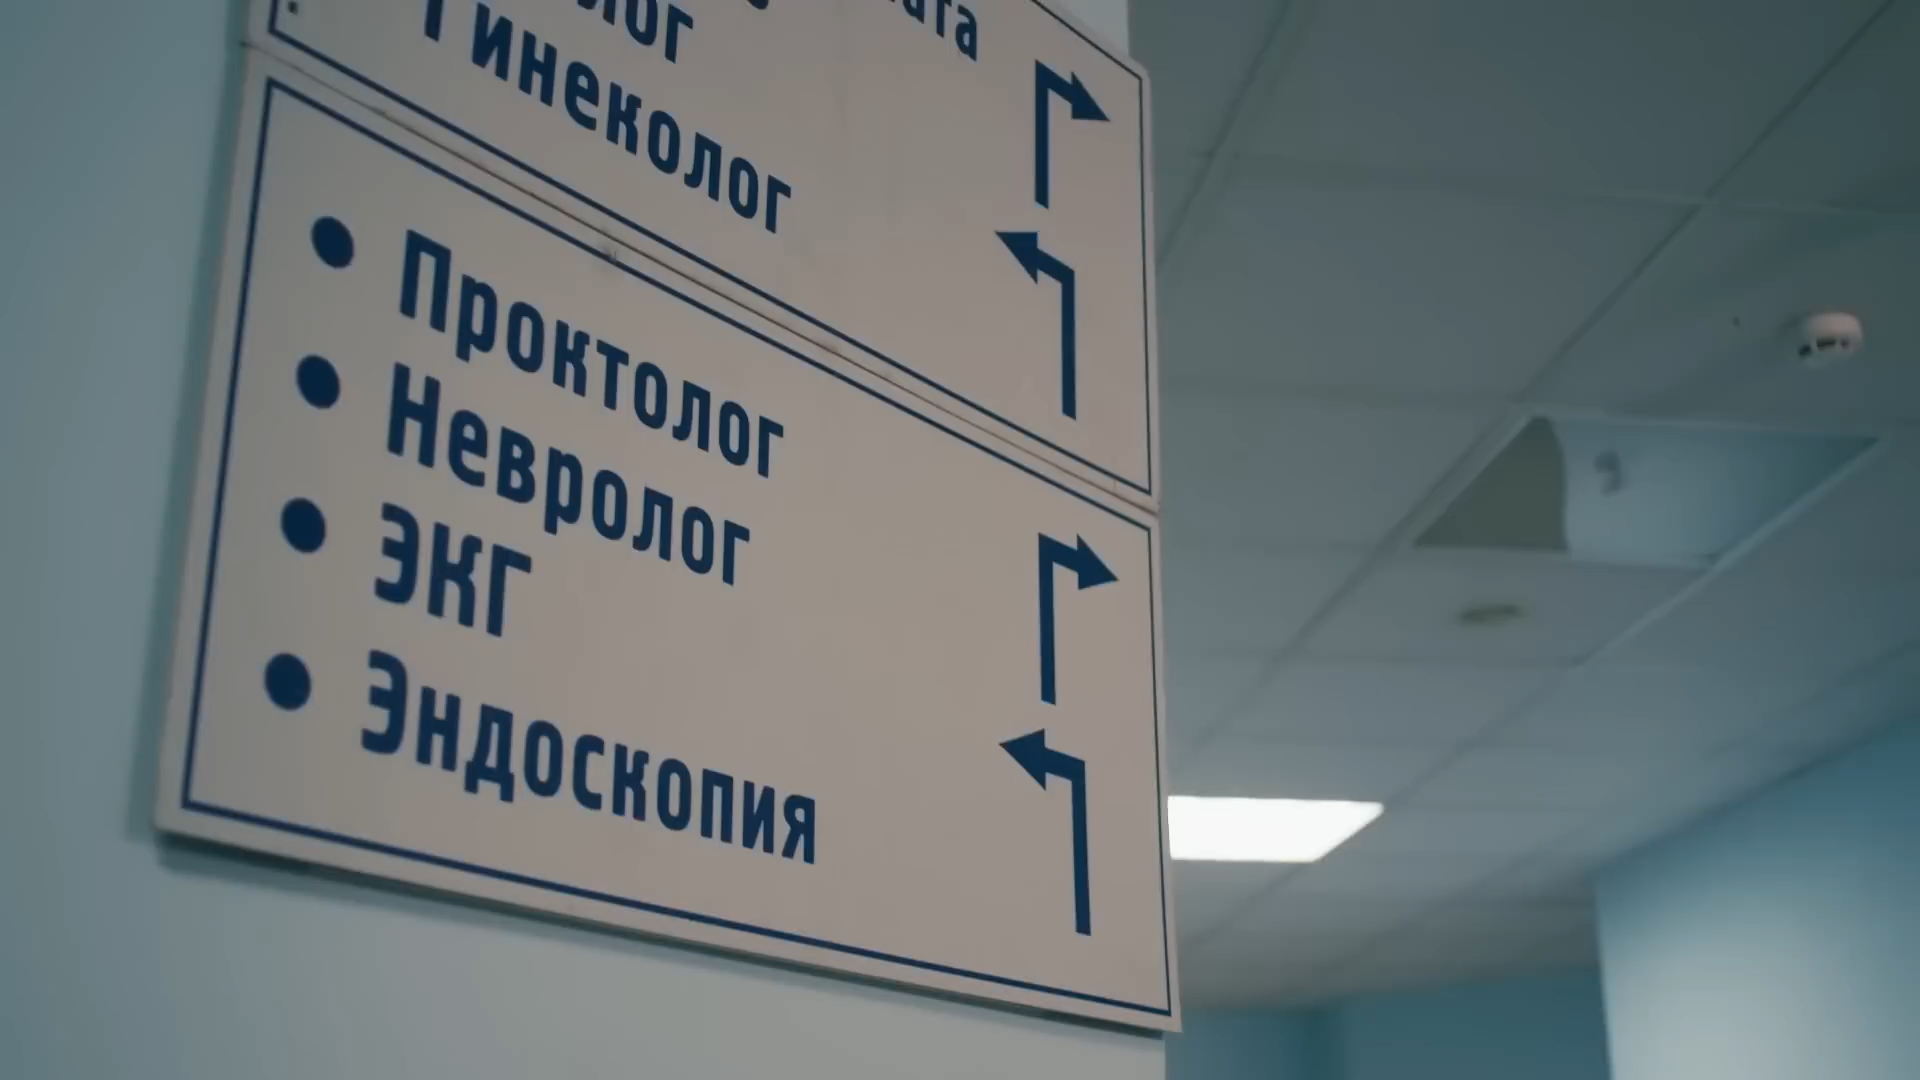 Гинеколог
Проктолог
Невролог
ЭКГ
Эндоскопия